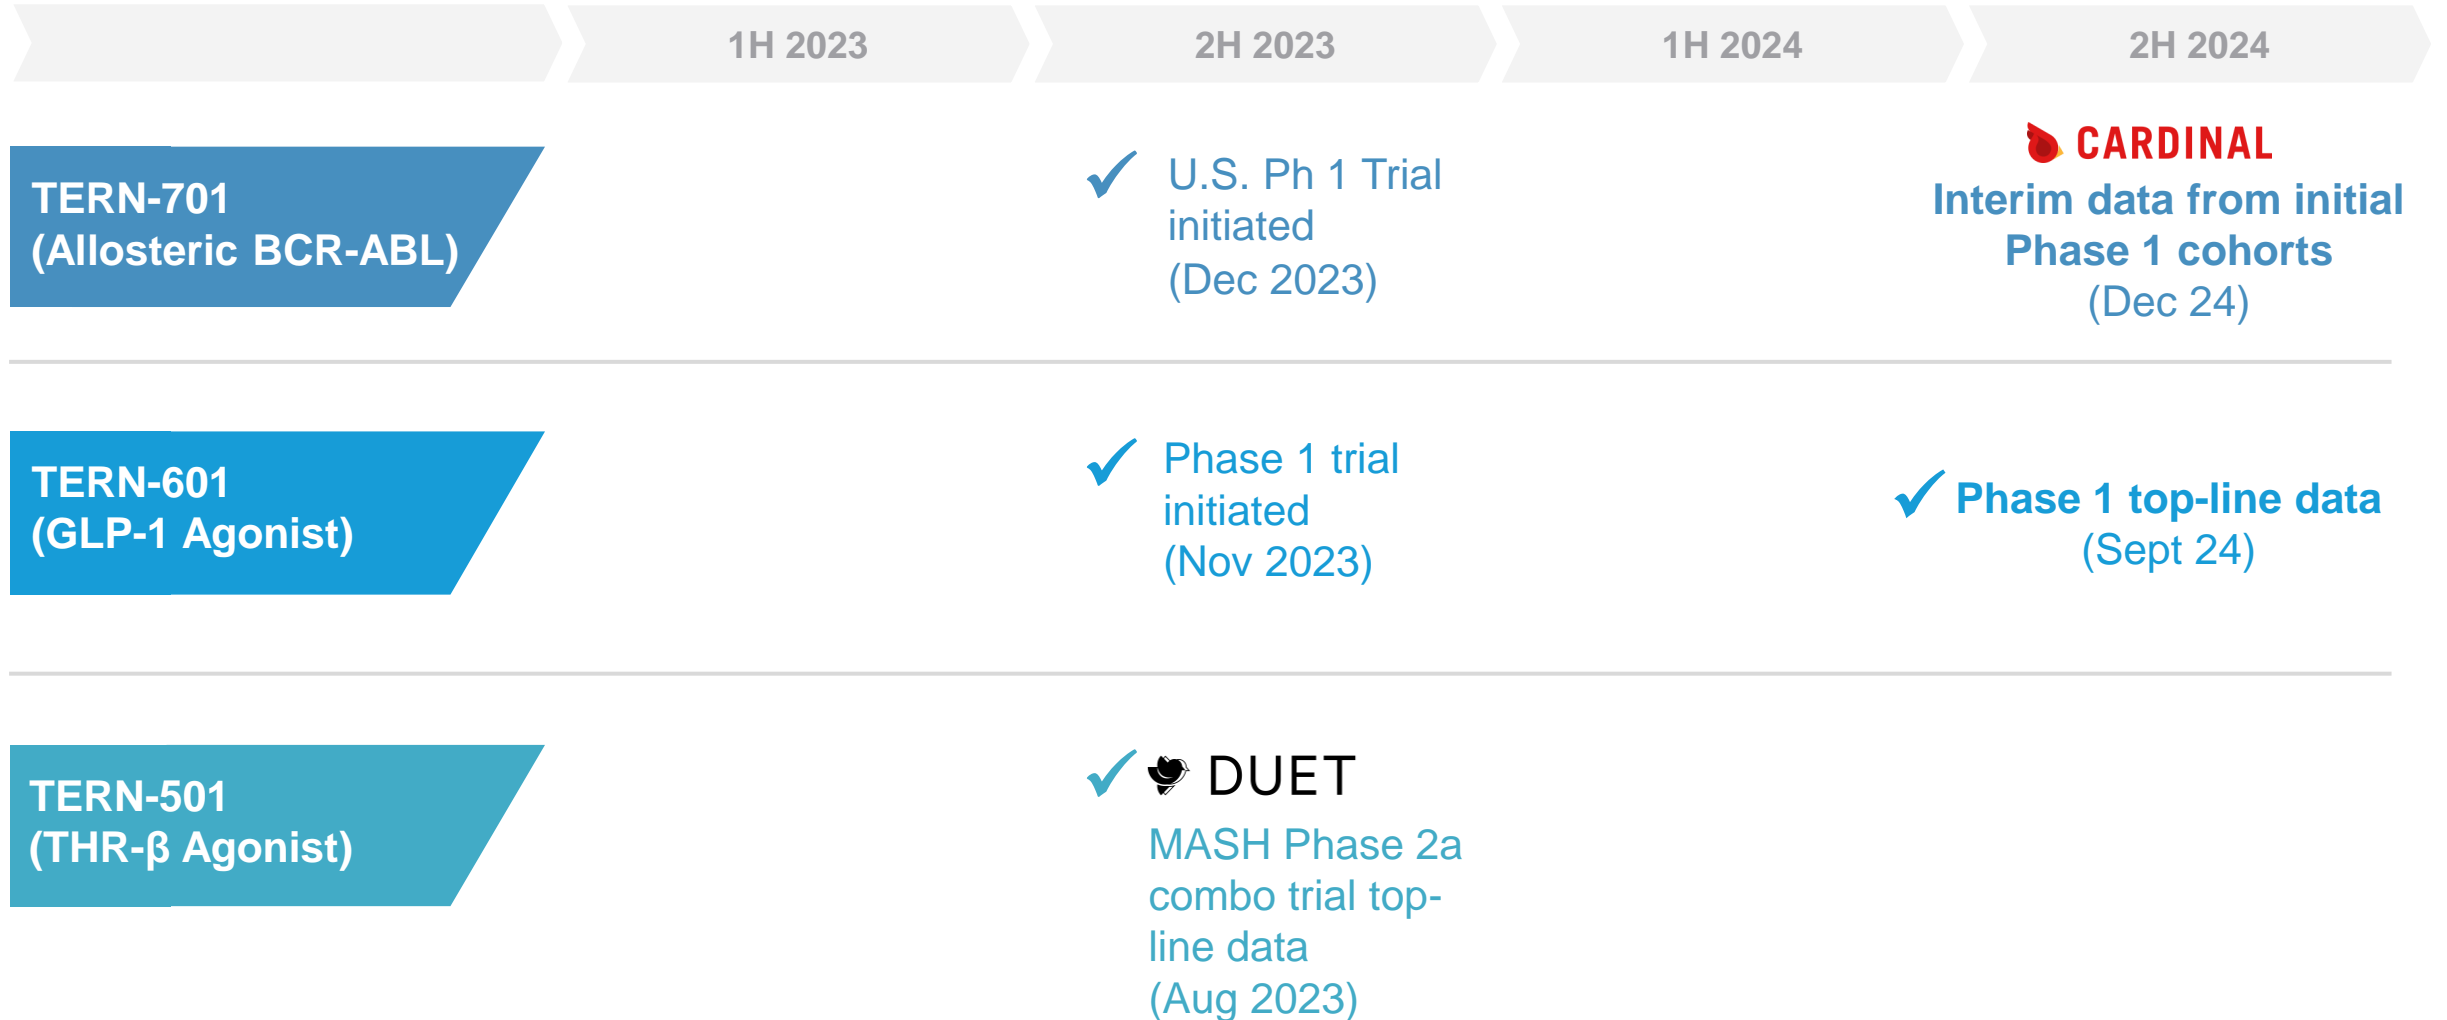 1H 2023
2H 2023
1H 2024
2H 2024
TERN-701
(Allosteric BCR-ABL)
U.S. Ph 1 Trial
initiated
(Dec 2023)
CARDINAL
Interim data from initial
Phase 1 cohorts
(Dec 24)
TERN-601
(GLP-1 Agonist)
Phase 1 trial
initiated
(Nov 2023)
Phase 1 top-line data
(Sept 24)
TERN-501
(THR-β Agonist)
DUET
MASH Phase 2a
combo trial top-
line data
(Aug 2023)